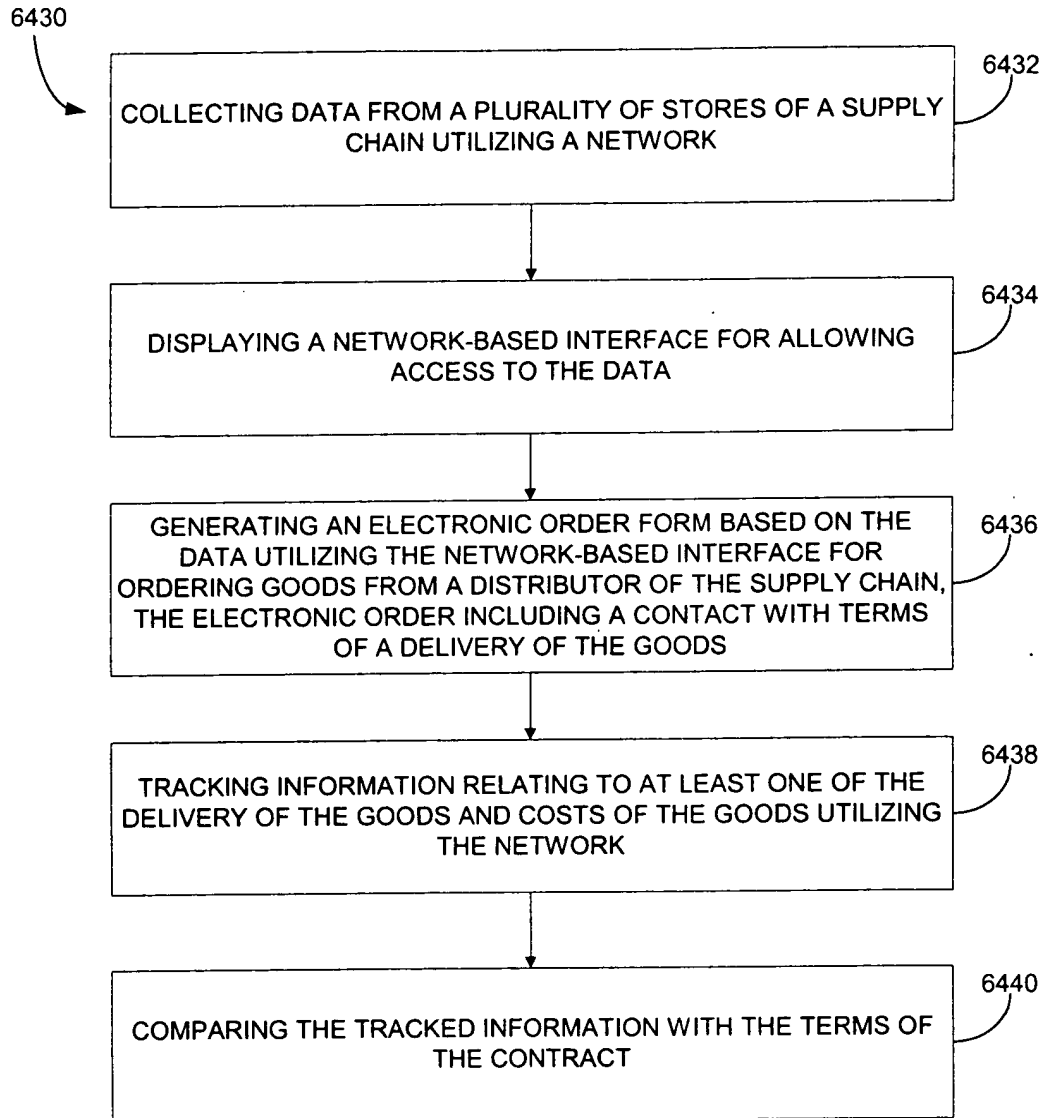 6430
6432
COLLECTING DATA FROM A PLURALITY OF STORES OF A SUPPLY
CHAIN UTILIZING A NETWORK
6434
DISPLAYING A NETWORK-BASED INTERFACE FOR ALLOWING
ACCESS TO THE DATA
6436
GENERATING AN ELECTRONIC ORDER FORM BASED ON THE
DATA UTILIZING THE NETWORK-BASED INTERFACE FOR
ORDERING GOODS FROM A DISTRIBUTOR OF THE SUPPLY CHAIN,
THE ELECTRONIC ORDER INCLUDING A CONTACT WITH TERMS
OF A DELIVERY OF THE GOODS
6438
TRACKING INFORMATION RELATING TO AT LEAST ONE OF THE
DELIVERY OF THE GOODS AND COSTS OF THE GOODS UTILIZING
THE NETWORK
6440
COMPARING THE TRACKED INFORMATION WITH THE TERMS OF
THE CONTRACT